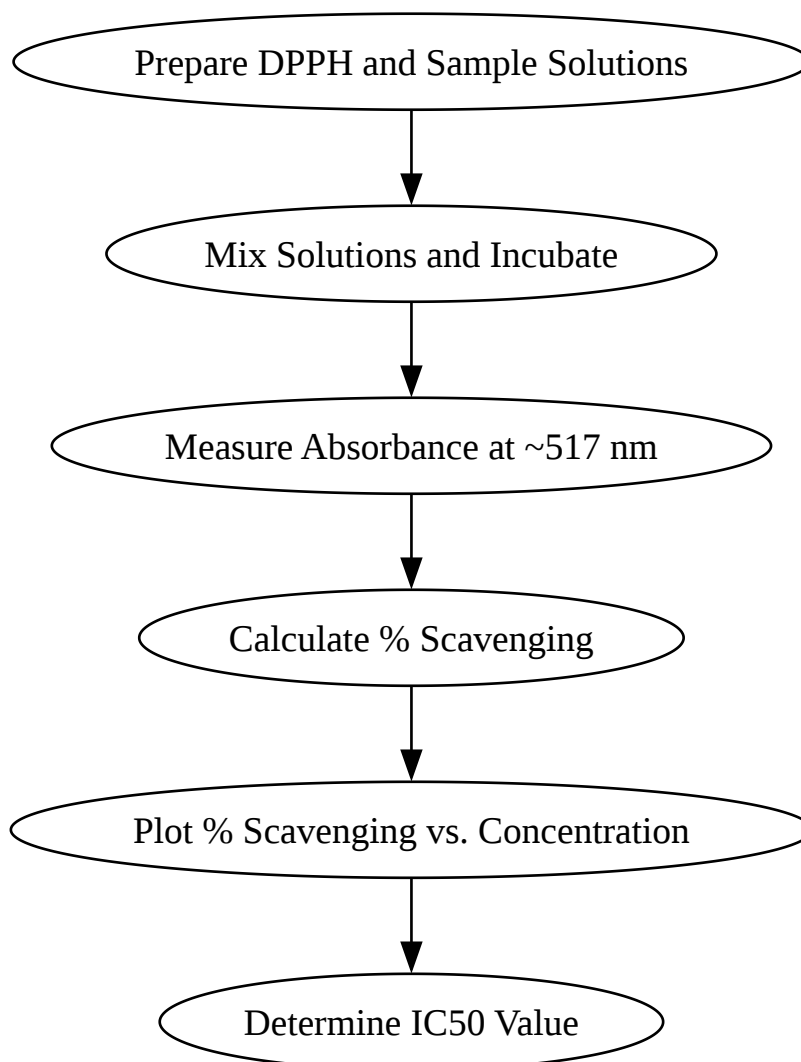 Prepare DPPH and Sample Solutions
Mix Solutions and Incubate
Measure Absorbance at ~517 nm
Calculate % Scavenging
Plot % Scavenging vs. Concentration
Determine IC50 Value